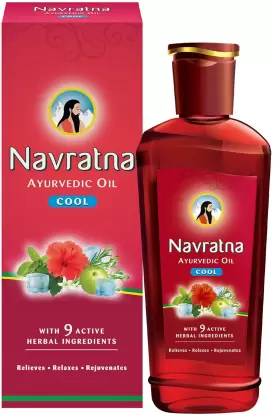 Navratna
AYURVEDIC OIL
COOL
WITH 9 ACTIVE
HERBAL INGREDIENTS
Relieves • Relaxes • Rejuvenates
Navratna
AYURVEDIC OIL
COOL
WITH 9 ACTIVE
HERBAL INGREDIENTS
Relieves • Relaxes • Rejuvenates